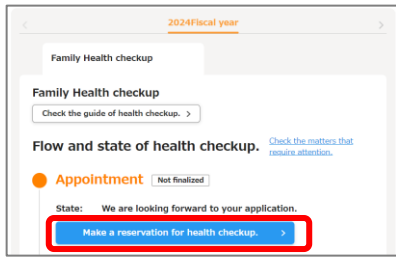 2024Fiscal year
Family Health checkup
Family Health checkup
Check the guide of health checkup.
Flow and state of health checkup.
Check the matters that
require attention.
Appointment
Not finalized
State: We are looking forward to your application.
Make a reservation for health checkup.